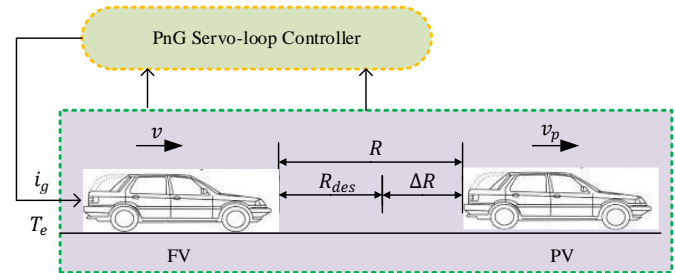 PnG Servo-loop Controller
v
v_p
R
R_des
ΔR
i_g
T_e
FV
PV